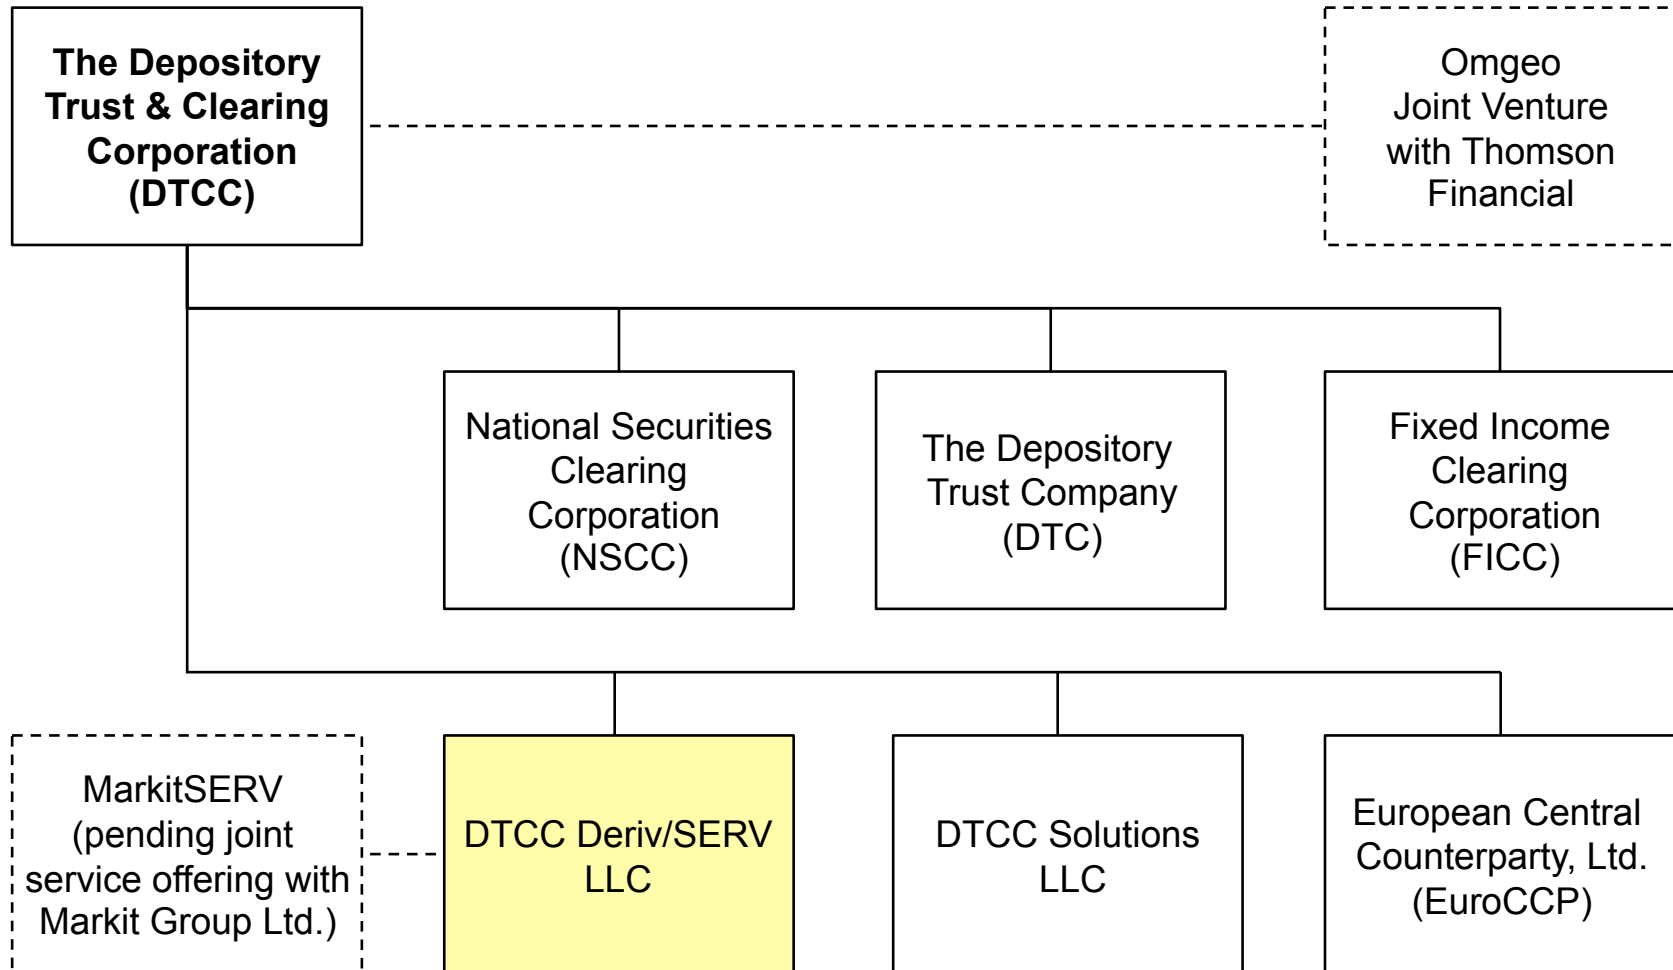 The Depository
Trust & Clearing
Corporation
(DTCC)
Omgeo
Joint Venture
with Thomson
Financial
National Securities
Clearing
Corporation
(NSCC)
The Depository
Trust Company
(DTC)
Fixed Income
Clearing
Corporation
(FICC)
MarkitSERV
(pending joint
service offering with
Markit Group Ltd.)
DTCC Deriv/SERV
LLC
DTCC Solutions
LLC
European Central
Counterparty, Ltd.
(EuroCCP)